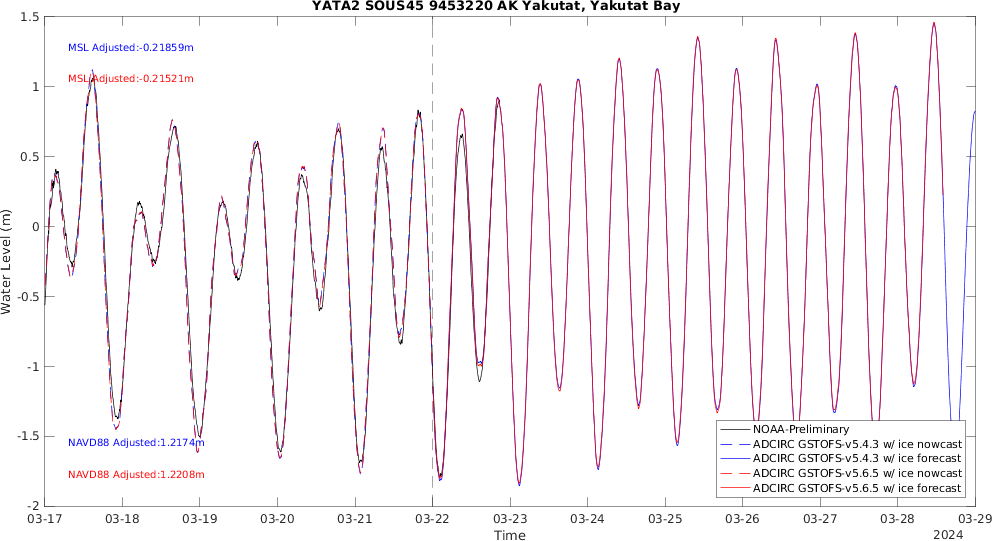 YATA2 SOUS45 9453220 AK Yakutat, Yakutat Bay
1.5
1
0.5
0
-0.5
-1
-1.5
-2
Water Level (m)
MSL Adjusted:-0.21859m
MSL Adjusted:-0.21521m
NAVD88 Adjusted:1.2174m
NAVD88 Adjusted:1.2208m
NOAA-Preliminary
ADCIRC GSTOFS-v5.4.3 w/ ice nowcast
ADCIRC GSTOFS-v5.4.3 w/ ice forecast
ADCIRC GSTOFS-v5.6.5 w/ ice nowcast
ADCIRC GSTOFS-v5.6.5 w/ ice forecast
03-17 03-18 03-19 03-20 03-21 03-22 03-23 03-24 03-25 03-26 03-27 03-28 03-29
Time
2024